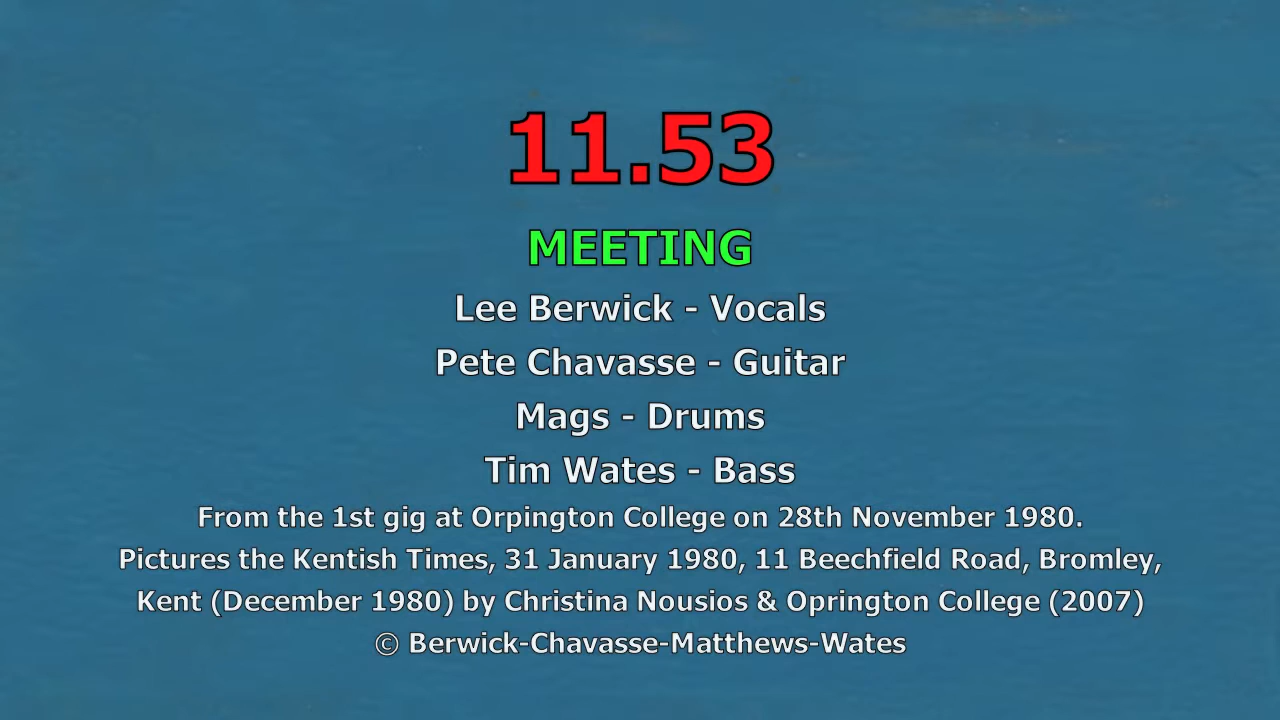 11.53
MEETING
Lee Berwick - Vocals
Pete Chavasse - Guitar
Mags - Drums
Tim Wates - Bass
From the 1st gig at Orpington College on 28th November 1980.
Pictures the Kentish Times, 31 January 1980, 11 Beechfield Road, Bromley,
Kent (December 1980) by Christina Nousios & Oprington College (2007)
© Berwick-Chavasse-Matthews-Wates